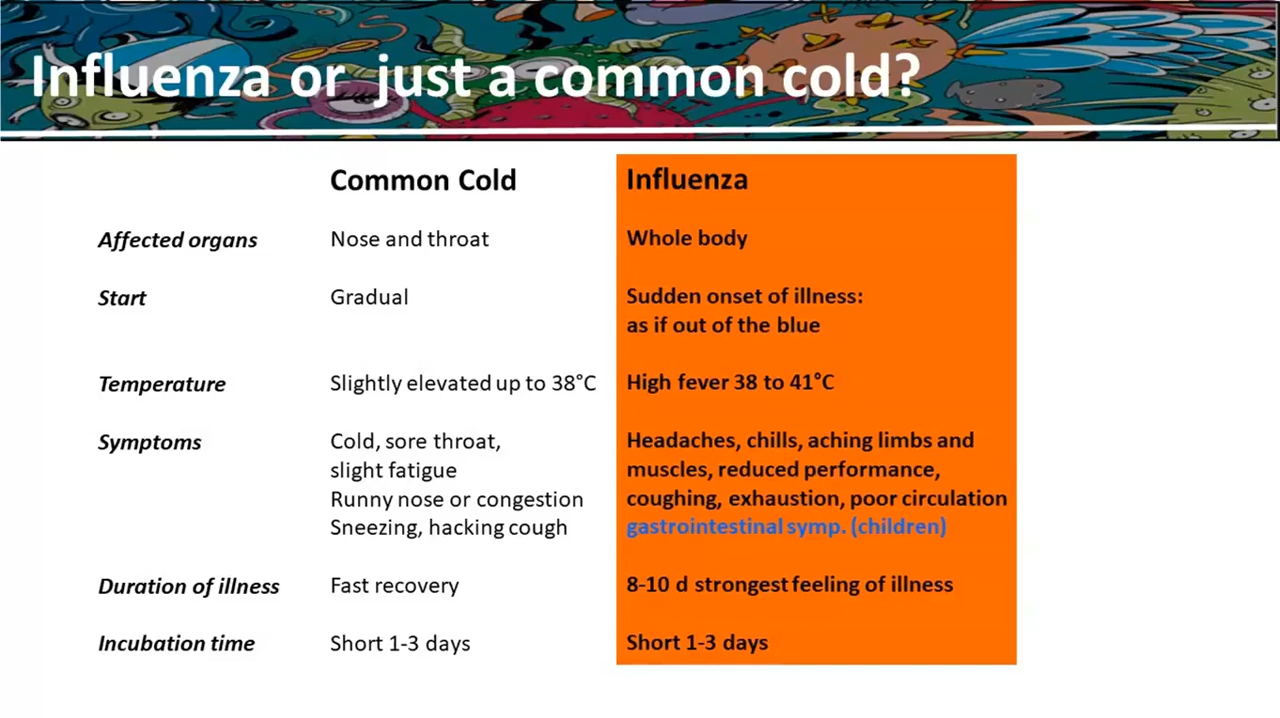 Influenza or just a common cold?
Common Cold
Influenza
Affected organs
Nose and throat
Whole body
Start
Gradual
Sudden onset of illness:
as if out of the blue
Temperature
Slightly elevated up to 38°C
High fever 38 to 41°C
Symptoms
Cold, sore throat,
slight fatigue
Runny nose or congestion
Sneezing, hacking cough
Headaches, chills, aching limbs and
muscles, reduced performance,
coughing, exhaustion, poor circulation
gastrointestinal symp. (children)
Duration of illness
Fast recovery
8-10 d strongest feeling of illness
Incubation time
Short 1-3 days
Short 1-3 days